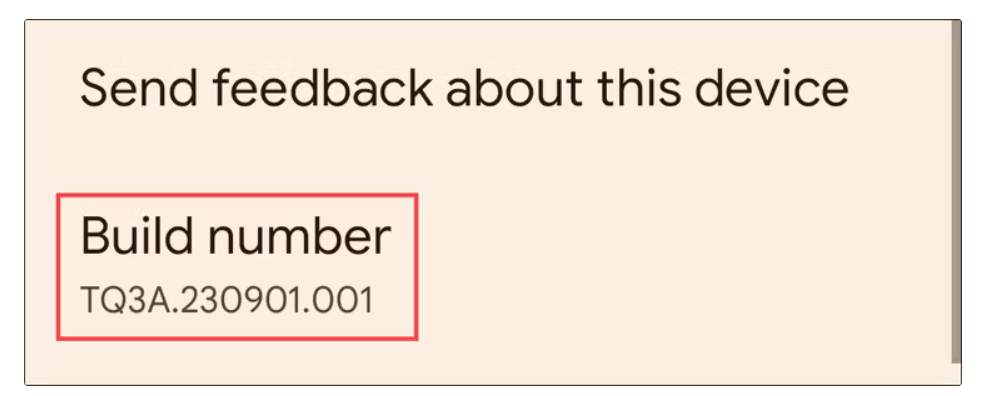 Send feedback about this device
Build number
TQ3A.230901.001